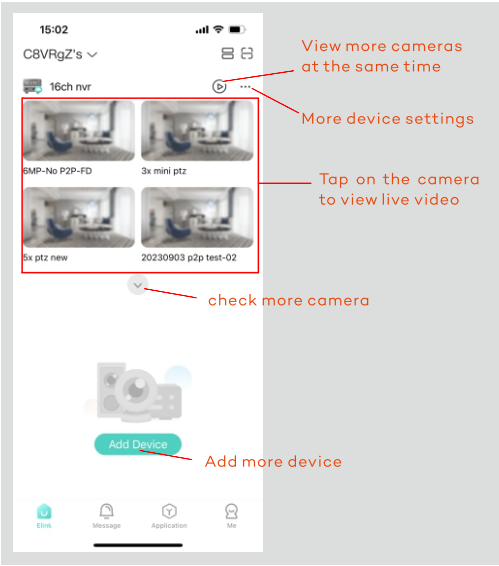 15:02
C8VRgZ's
View more cameras
at the same time
16ch nvr
More device settings
6MP-No P2P-FD
3x mini ptz
Tap on the camera
to view live video
5x ptz new
20230903 p2p test-02
check more camera
Add Device
Add more device
Elink
Message
Application
Me